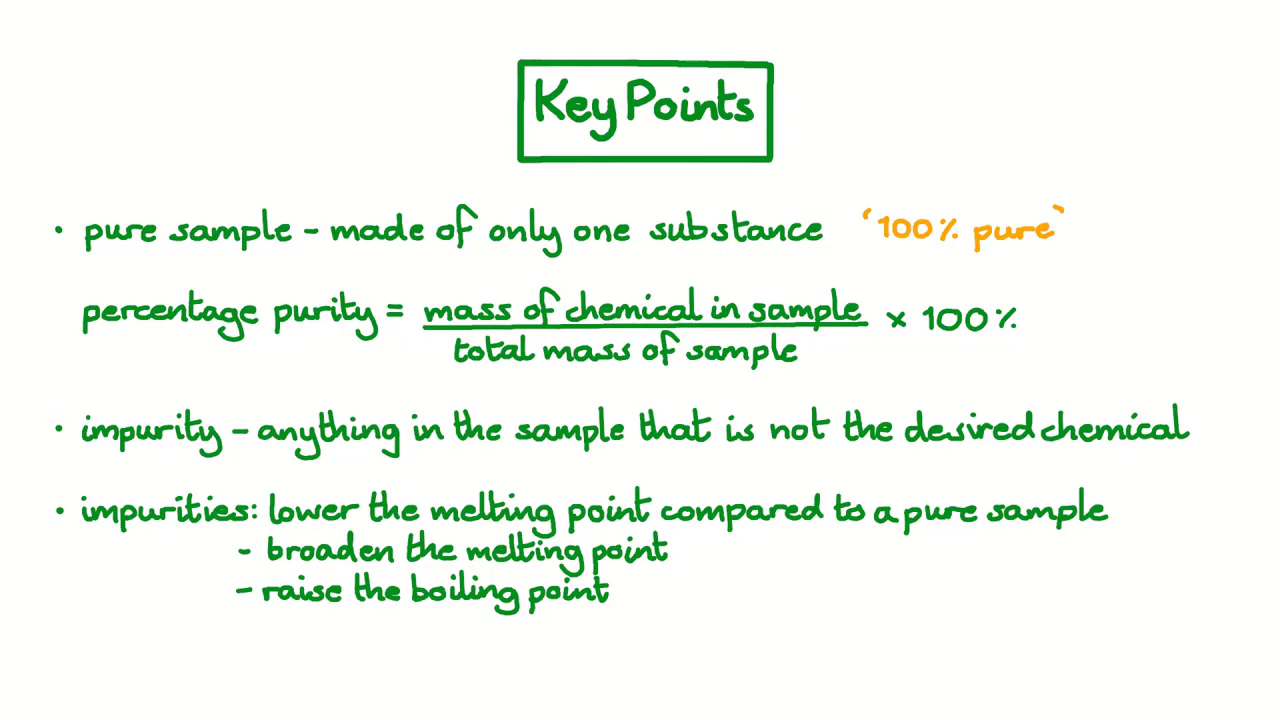 Key Points
• pure sample – made of only one substance ‘100% pure`
percentage purity = mass of chemical in sample × 100%
total mass of sample
• impurity – anything in the sample that is not the desired chemical
• impurities: lower the melting point compared to a pure sample
- broaden the melting point
- raise the boiling point